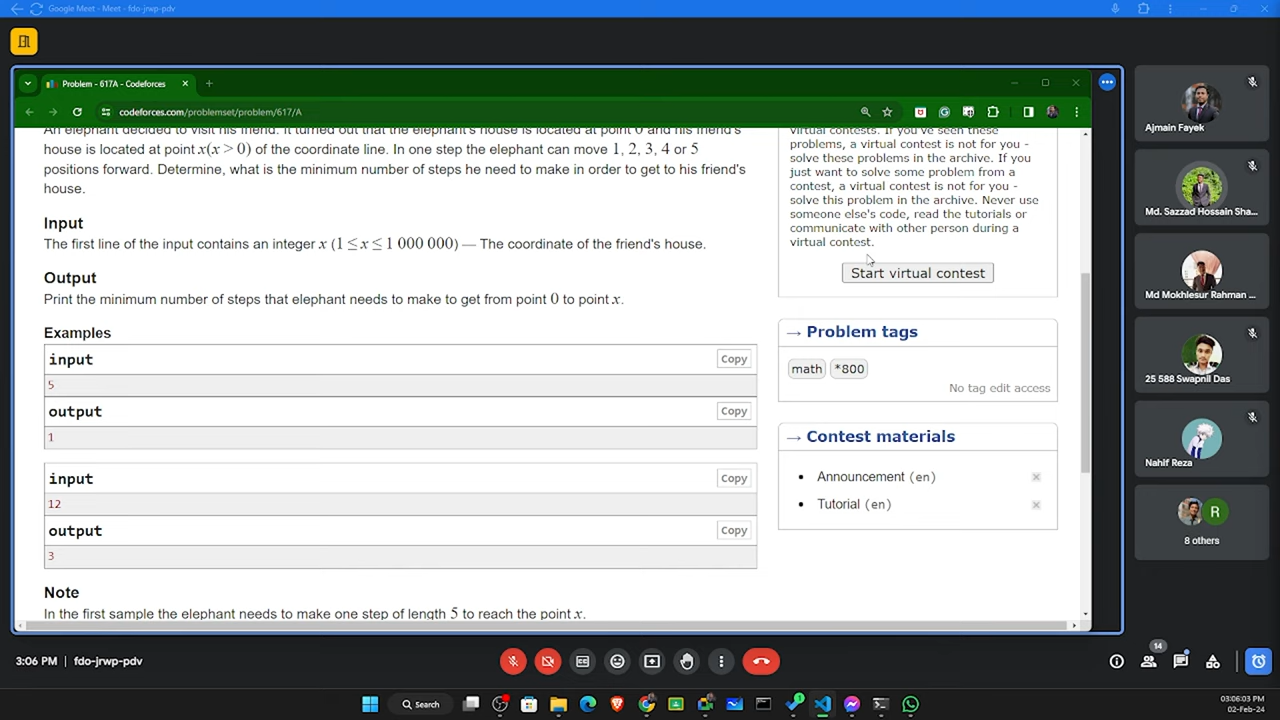 Google Meet - Meet - fdo-jrwp-pdv
Problem - 617A - Codeforces
codeforces.com/problemset/problem/617/A
An elephant decided to visit his friend. It turned out that the elephant's house is located at point 0 and his friend's
house is located at point x(x > 0) of the coordinate line. In one step the elephant can move 1, 2, 3, 4 or 5
positions forward. Determine, what is the minimum number of steps he need to make in order to get to his friend's
house.
Input
The first line of the input contains an integer x (1 ≤ x ≤ 1 000 000) — The coordinate of the friend's house.
Output
Print the minimum number of steps that elephant needs to make to get from point 0 to point x.
Examples
input
Copy
5
output
Copy
1
input
Copy
12
output
Copy
3
Note
In the first sample the elephant needs to make one step of length 5 to reach the point x.
virtual contests. If you've seen these
problems, a virtual contest is not for you -
solve these problems in the archive. If you
just want to solve some problem from a
contest, a virtual contest is not for you -
solve this problem in the archive. Never use
someone else's code, read the tutorials or
communicate with other person during a
virtual contest.
Start virtual contest
→ Problem tags
math *800
No tag edit access
→ Contest materials
Announcement (en)
Tutorial (en)
Ajmain Fayek
Md. Sazzad Hossain Sha...
Md Mokhlesur Rahman ...
25 588 Swapnil Das
Nahif Reza
R
8 others
3:06 PM | fdo-jrwp-pdv
14
Search
1
03:06:03 PM
02-Feb-24